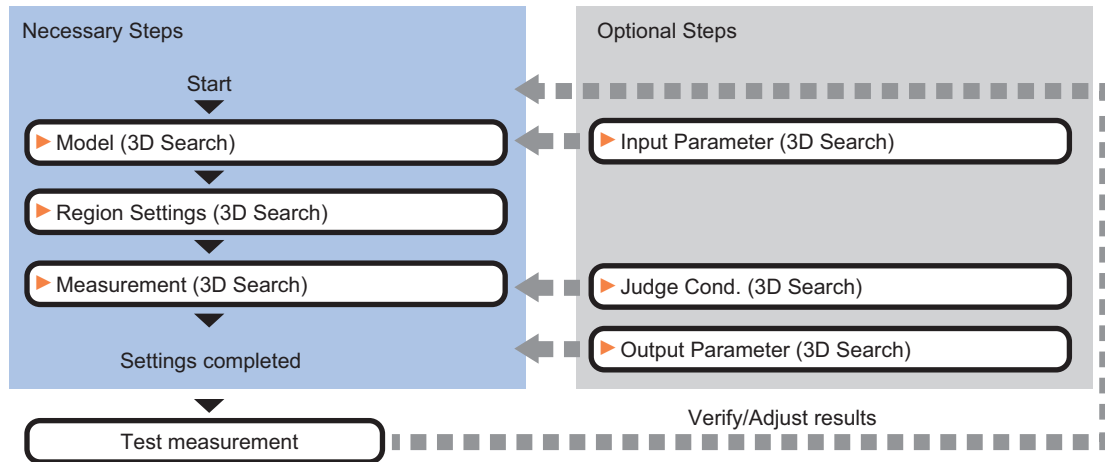 Necessary Steps
Optional Steps
Start
Model (3D Search)
Input Parameter (3D Search)
Region Settings (3D Search)
Measurement (3D Search)
Judge Cond. (3D Search)
Output Parameter (3D Search)
Settings completed
Verify/Adjust results
Test measurement